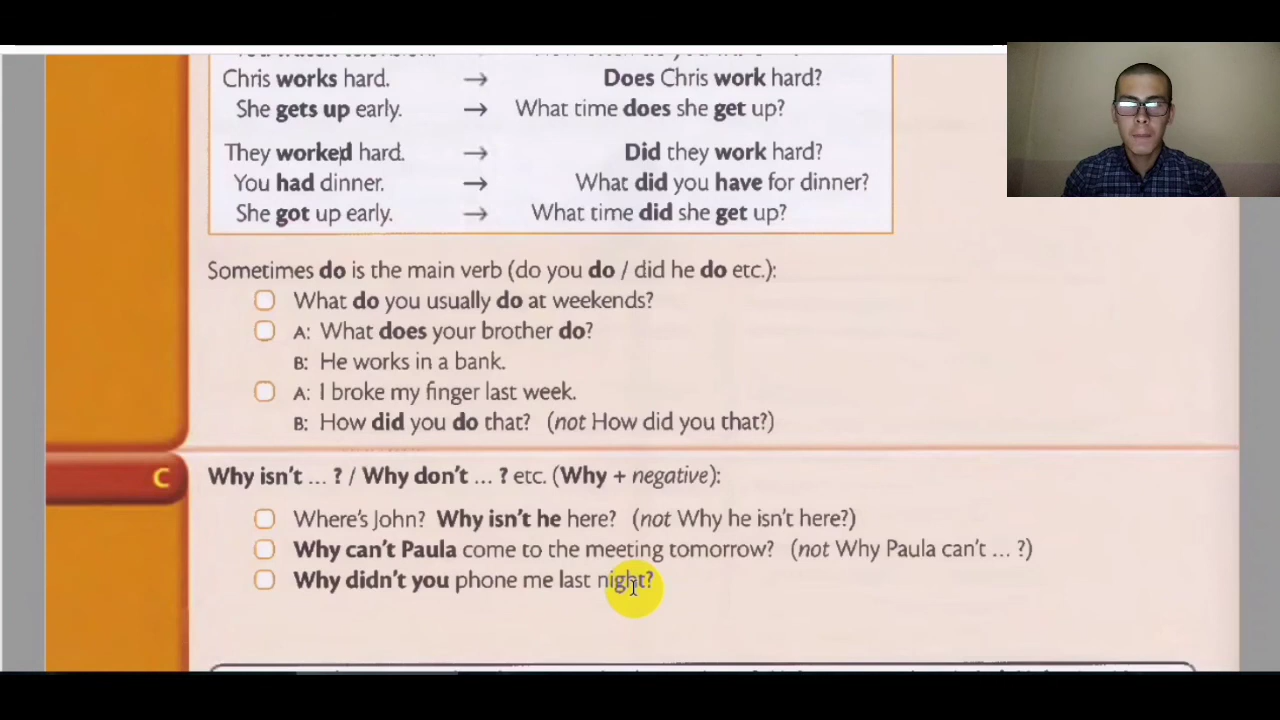 Chris works hard. → Does Chris work hard?
She gets up early. → What time does she get up?
They worked hard. → Did they work hard?
You had dinner. → What did you have for dinner?
She got up early. → What time did she get up?
Sometimes do is the main verb (do you do / did he do etc.):
What do you usually do at weekends?
A: What does your brother do?
B: He works in a bank.
A: I broke my finger last week.
B: How did you do that? (not How did you that?)
C
Why isn't ... ? / Why don't ... ? etc. (Why + negative):
Where's John? Why isn't he here? (not Why he isn't here?)
Why can't Paula come to the meeting tomorrow? (not Why Paula can't ... ?)
Why didn't you phone me last night?